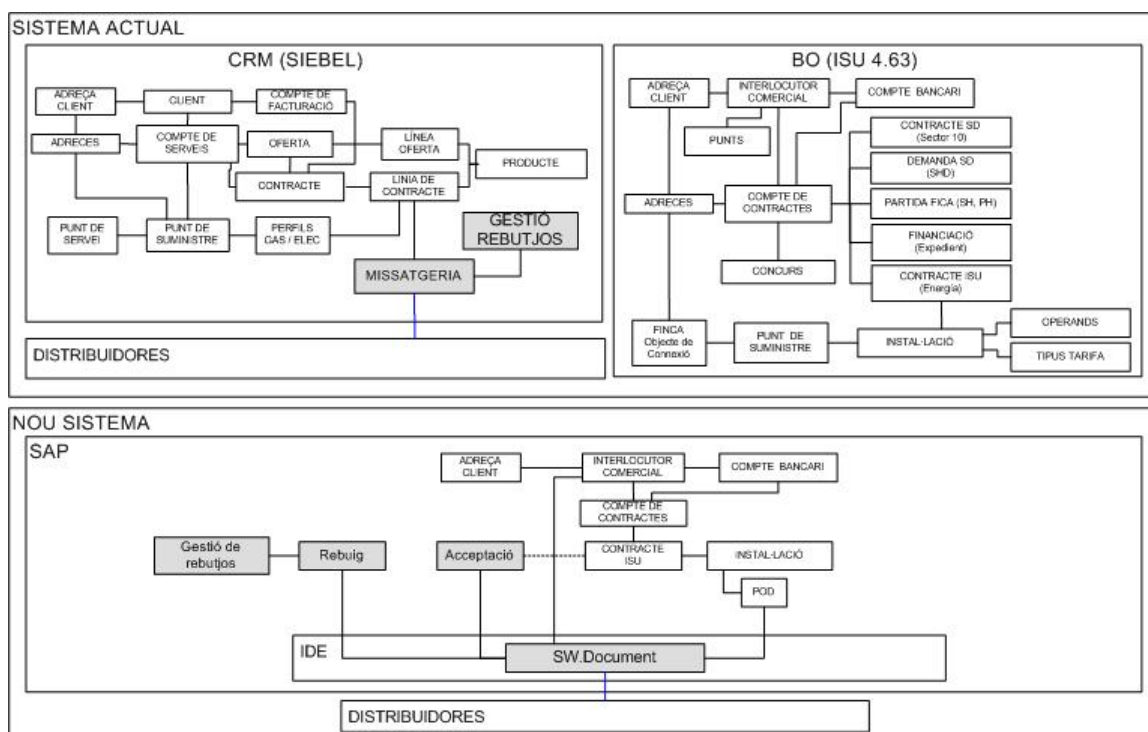 SISTEMA ACTUAL
CRM (SIEBEL)
ADREÇA
CLIENT
CLIENT
COMPTE DE
FACTURACIÓ
ADRECES
COMPTE DE
SERVEIS
OFERTA
LÍNEA
OFERTA
PRODUCTE
CONTRACTE
LINIA DE
CONTRACTE
PUNT DE
SERVEI
PUNT DE
SUMINISTRE
PERFILS
GAS / ELEC
GESTIÓ
REBUTJOS
MISSATGERIA
DISTRIBUIDORES
BO (ISU 4.63)
ADREÇA
CLIENT
INTERLOCUTOR
COMERCIAL
COMPTE BANCARI
PUNTS
CONTRACTE SD
(Sector 10)
DEMANDA SD
(SHD)
ADRECES
COMPTE DE
CONTRACTES
PARTIDA FICA (SH, PH)
FINANCIACIÓ
(Expedient)
CONCURS
CONTRACTE ISU
(Energía)
FINCA
Objecte de
Connexió
PUNT DE
SUMINISTRE
INSTAL·LACIÓ
OPERANDS
TIPUS TARIFA
NOU SISTEMA
SAP
ADREÇA
CLIENT
INTERLOCUTOR
COMERCIAL
COMPTE BANCARI
COMPTE DE
CONTRACTES
Gestió de
rebutjos
Rebuig
Acceptació
CONTRACTE
ISU
INSTAL·LACIÓ
POD
IDE
SW.Document
DISTRIBUIDORES